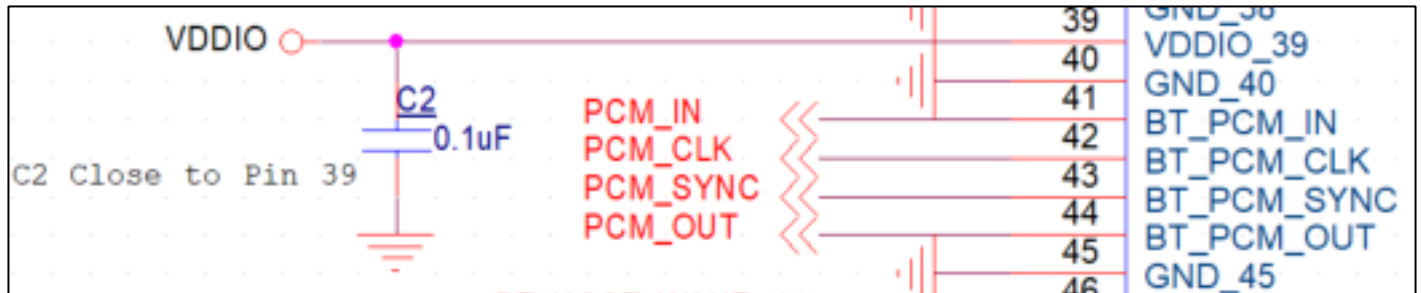 39 GND_38
VDDIO VDDIO_39
40 GND_40
C2
41
PCM_IN BT_PCM_IN
0.1uF 42
PCM_CLK BT_PCM_CLK
C2 Close to Pin 39 43
PCM_SYNC BT_PCM_SYNC
44
PCM_OUT BT_PCM_OUT
45 GND_45
46